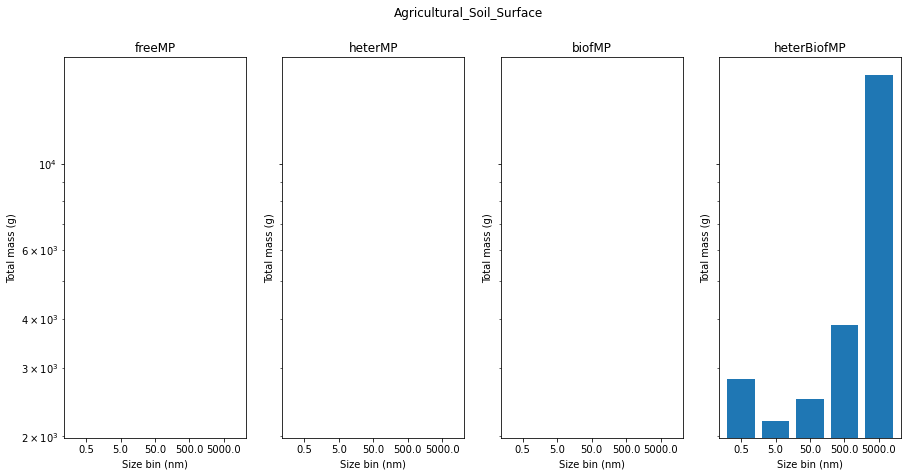 Agricultural_Soil_Surface
freeMP
heterMP
biofMP
heterBiofMP
Total mass (g)
10⁴
6 × 10³
4 × 10³
3 × 10³
2 × 10³
0.5 5.0 50.0 500.0 5000.0
Size bin (nm)
Total mass (g)
0.5 5.0 50.0 500.0 5000.0
Size bin (nm)
Total mass (g)
0.5 5.0 50.0 500.0 5000.0
Size bin (nm)
Total mass (g)
0.5 5.0 50.0 500.0 5000.0
Size bin (nm)